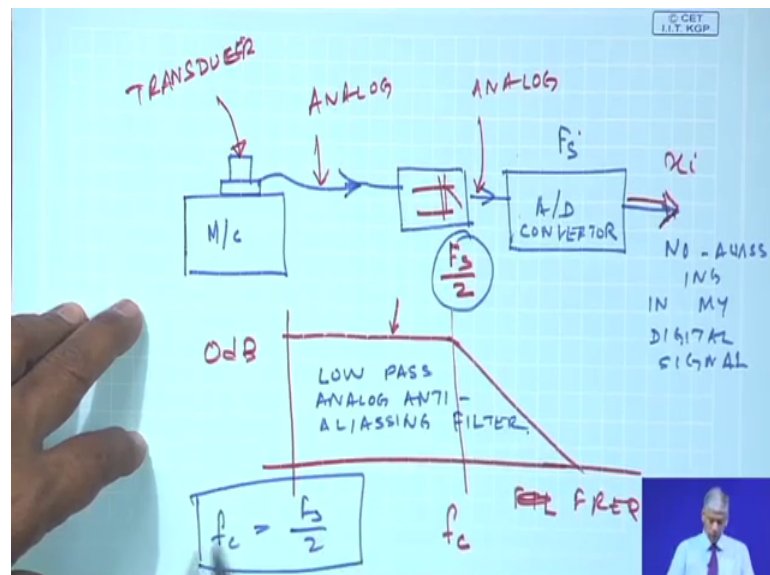 © CET
I.I.T. KGP
TRANSDUCER
ANALOG
ANALOG
M/C
Fs
A/D
CONVERTOR
xi
Fs
2
NO-ALIASS
ING
IN MY
DIGITAL
SIGNAL
0dB
LOW PASS
ANALOG ANTI-
ALIASSING FILTER
FREQ
fc = Fs
2
fc